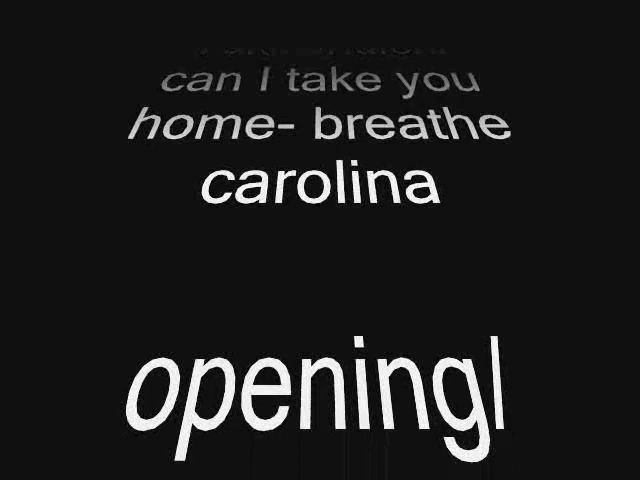 can I take you
home- breathe
carolina
openingl